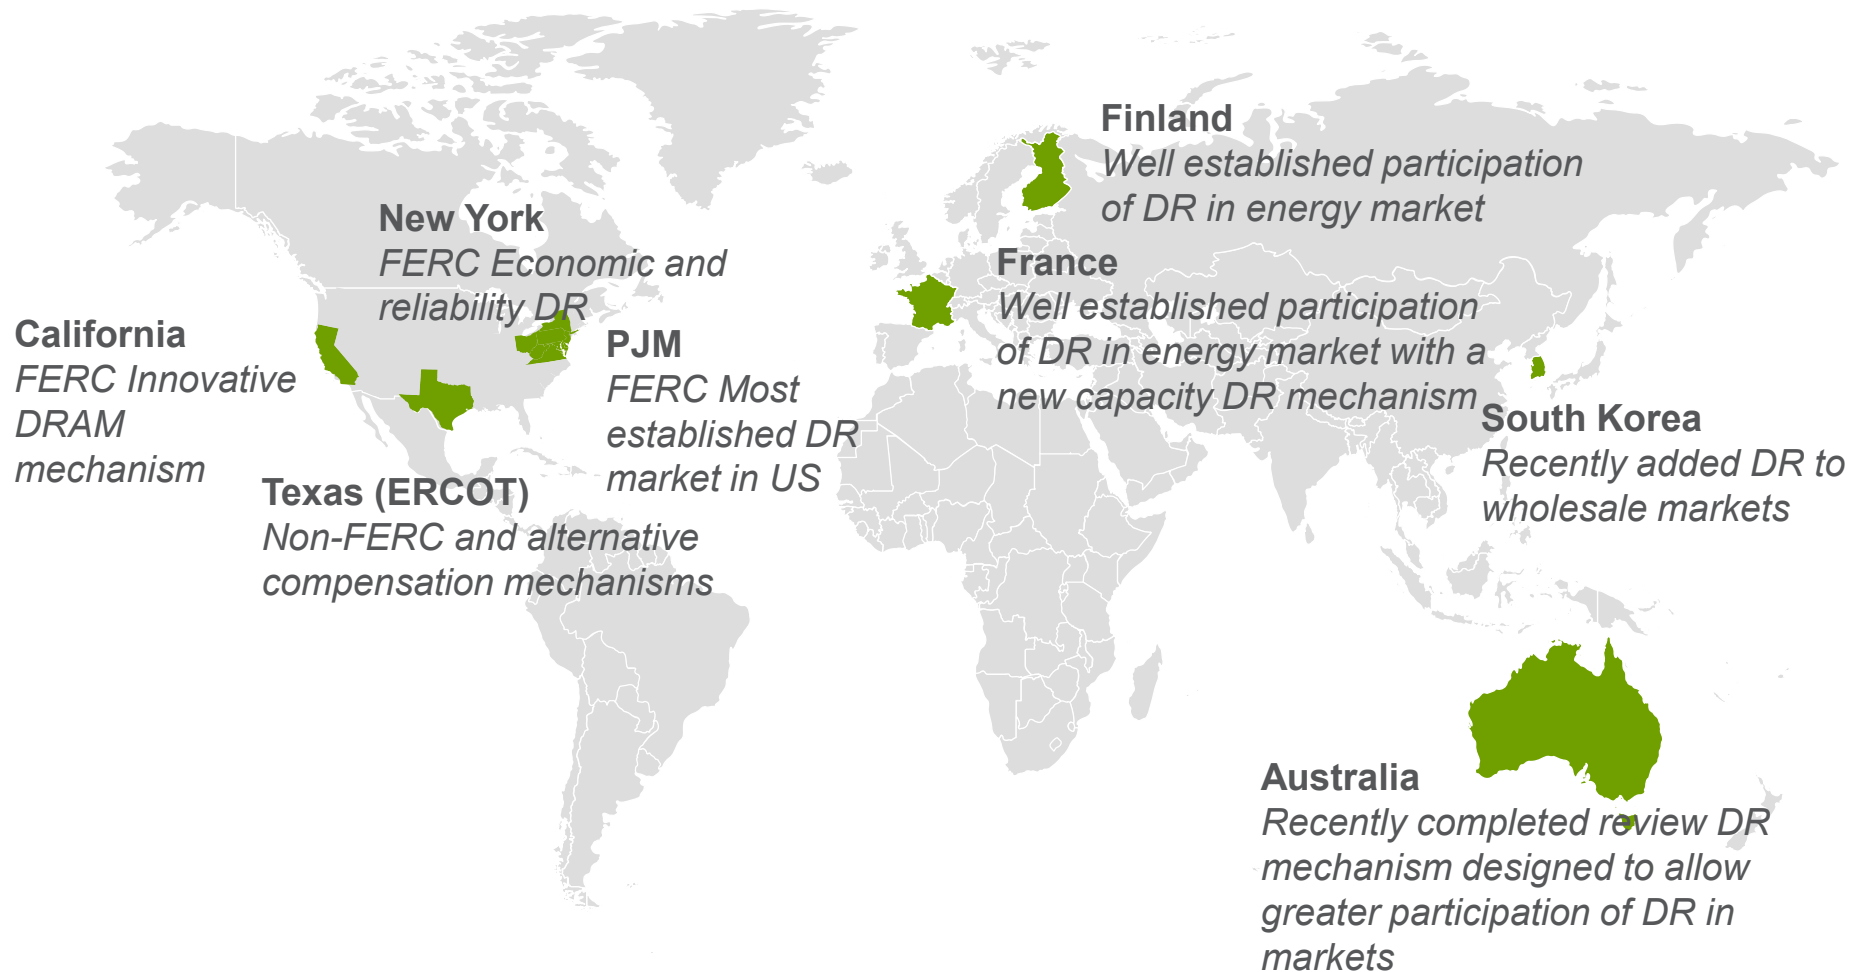 Finland
Well established participation
of DR in energy market
New York
FERC Economic and
reliability DR
France
Well established participation
of DR in energy market with a
new capacity DR mechanism
California
FERC Innovative
DRAM
mechanism
PJM
FERC Most
established DR
market in US
South Korea
Recently added DR to
wholesale markets
Texas (ERCOT)
Non-FERC and alternative
compensation mechanisms
Australia
Recently completed review DR
mechanism designed to allow
greater participation of DR in
markets